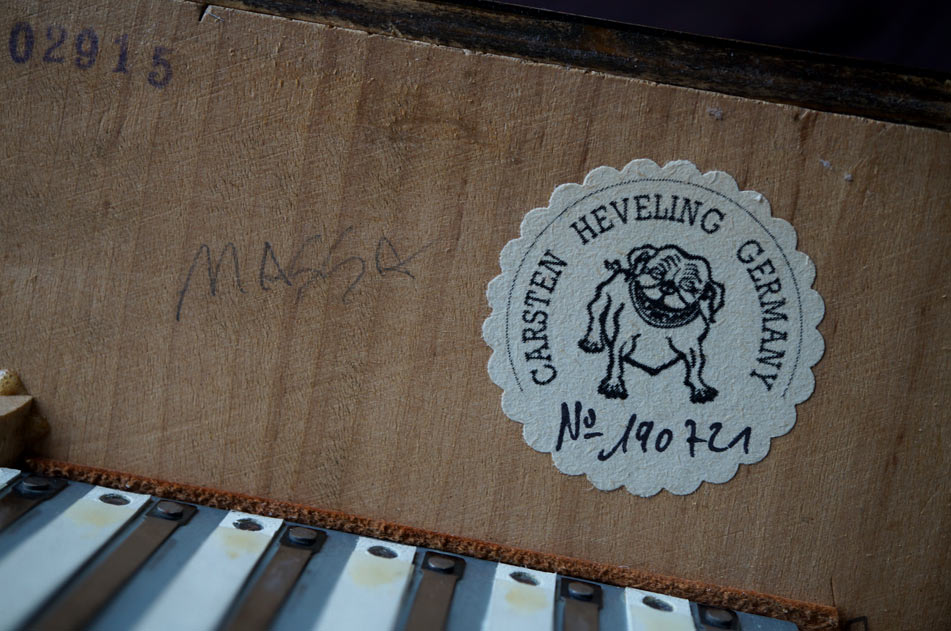 02915
MASSA
CARSTEN HEVELING GERMANY
Nº 190721